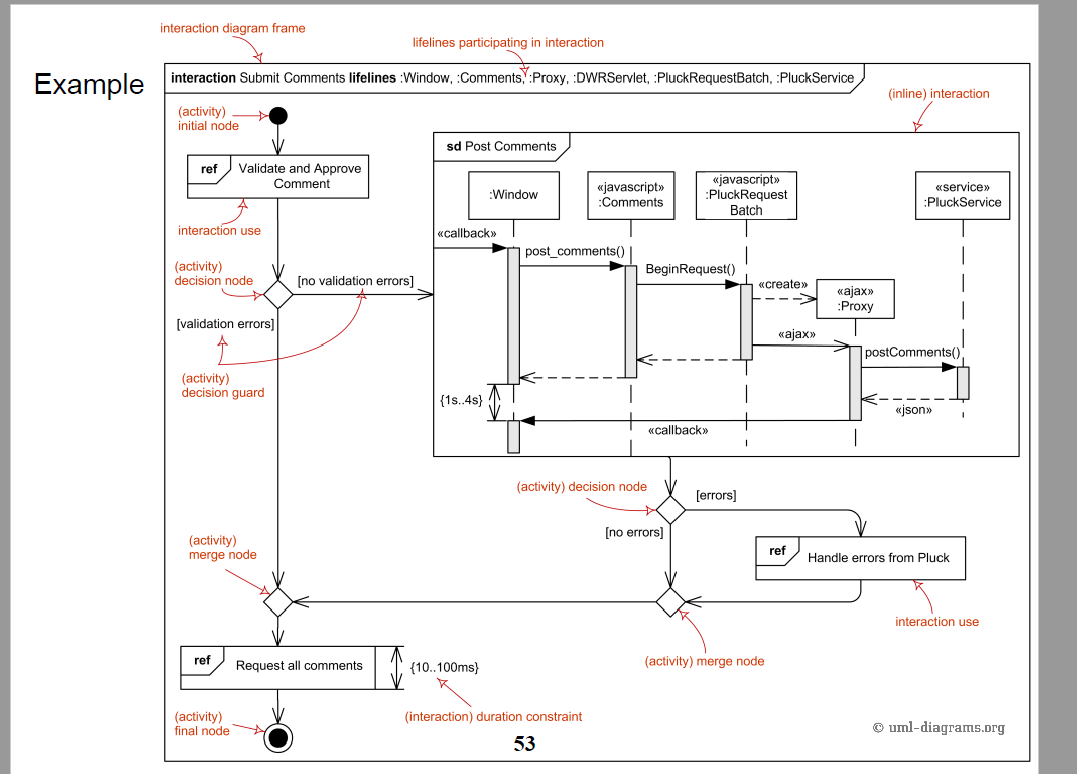 interaction diagram frame
lifelines participating in interaction
Example
interaction Submit Comments lifelines :Window, :Comments, :Proxy, :DWRServlet, :PluckRequestBatch, :PluckService
(activity)
initial node
(inline) interaction
sd Post Comments
ref
Validate and Approve
Comment
:Window
«javascript»
:Comments
«javascript»
:PluckRequest
Batch
«service»
:PluckService
interaction use
«callback»
post_comments()
(activity)
decision node
[no validation errors]
BeginRequest()
«create»
«ajax»
:Proxy
[validation errors]
«ajax»
postComments()
(activity)
decision guard
{1s..4s}
«json»
«callback»
(activity) decision node
[errors]
[no errors]
(activity)
merge node
ref
Handle errors from Pluck
interaction use
ref
Request all comments
{10..100ms}
(activity) merge node
(activity)
final node
(interaction) duration constraint
© uml-diagrams.org
53